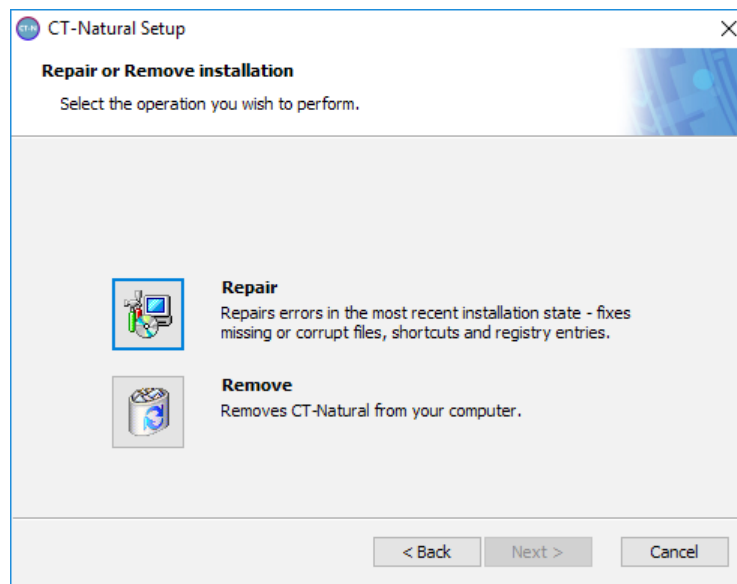 CT-N CT-Natural Setup
Repair or Remove installation
Select the operation you wish to perform.
Repair
Repairs errors in the most recent installation state - fixes
missing or corrupt files, shortcuts and registry entries.
Remove
Removes CT-Natural from your computer.
< Back Next > Cancel